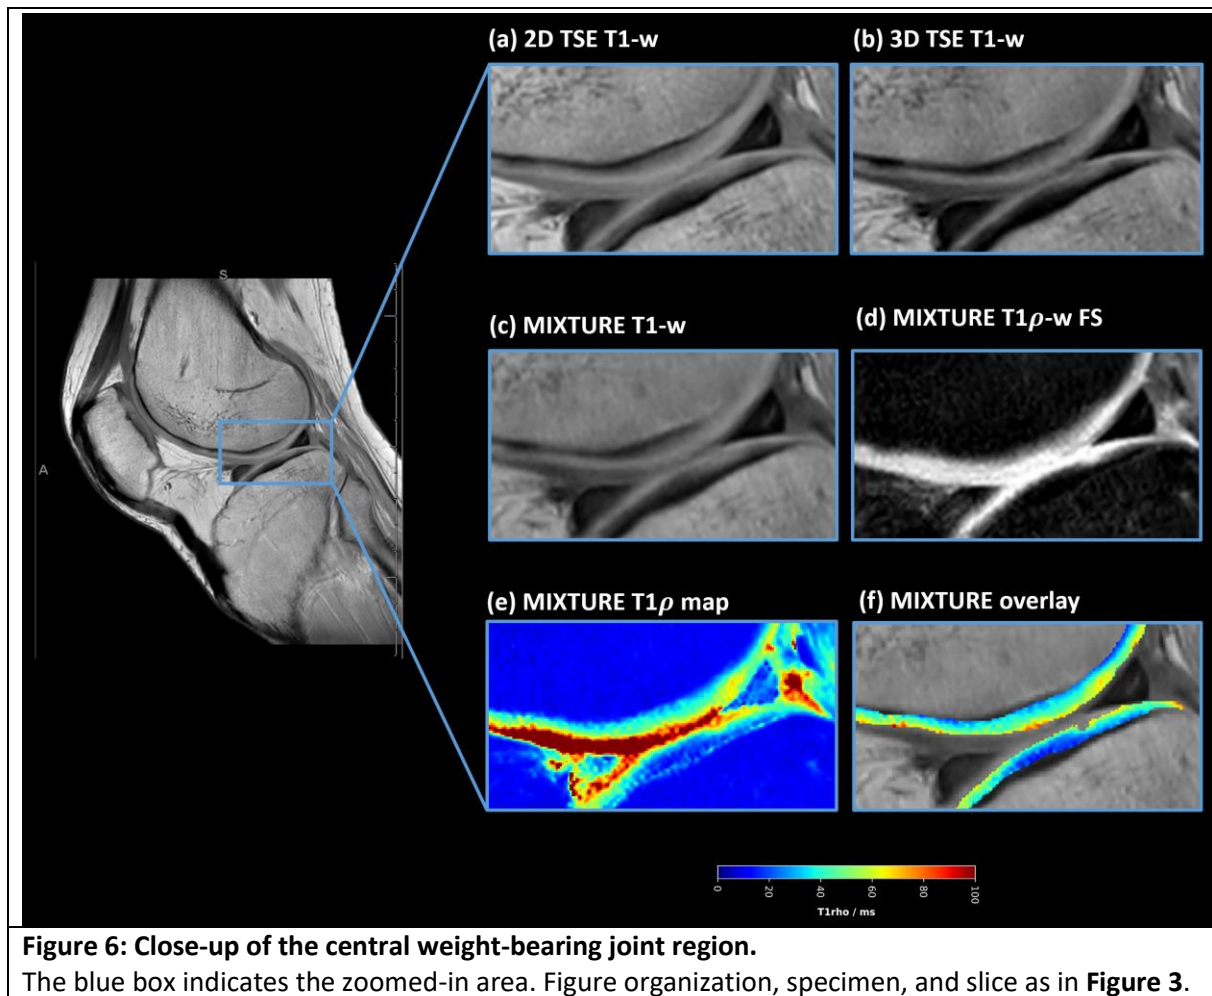 (a) 2D TSE T1-w
(b) 3D TSE T1-w
S
(c) MIXTURE T1-w
(d) MIXTURE T1ρ-w FS
A
(e) MIXTURE T1ρ map
(f) MIXTURE overlay
0 20 40 60 80 100
T1rho / ms
Figure 6: Close-up of the central weight-bearing joint region.
The blue box indicates the zoomed-in area. Figure organization, specimen, and slice as in Figure 3.